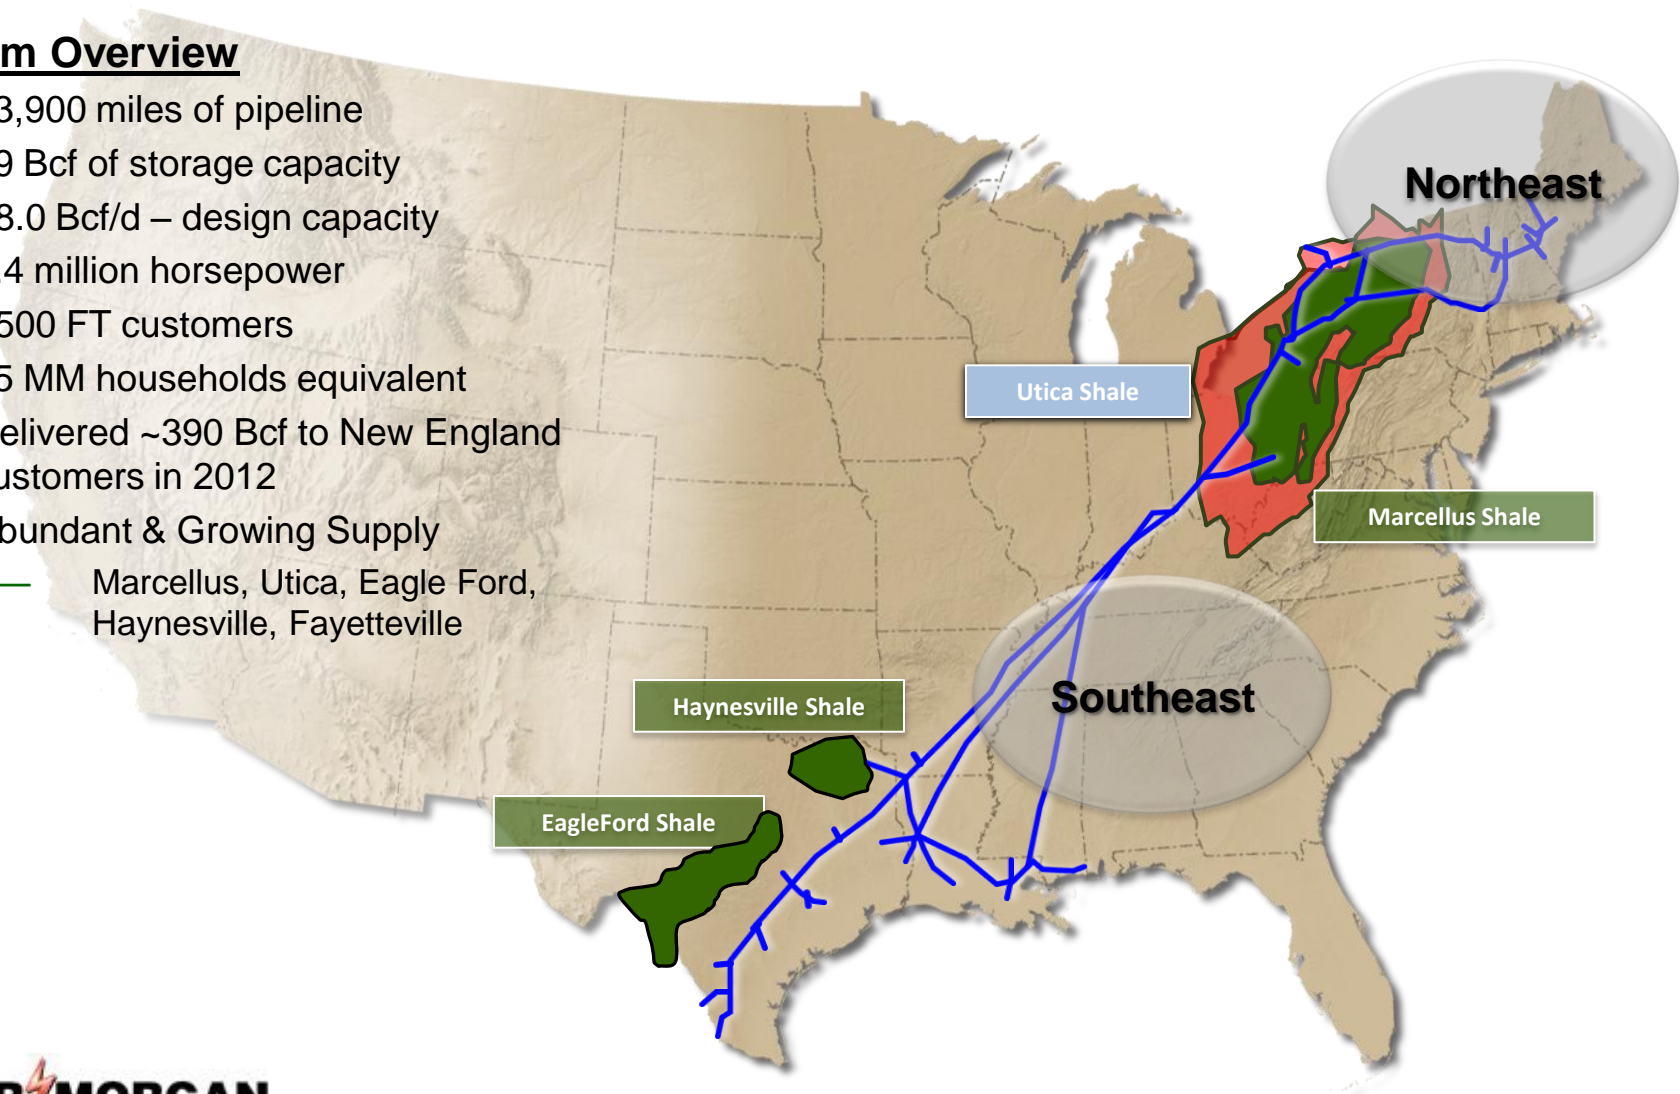 m Overview
3,900 miles of pipeline
9 Bcf of storage capacity
8.0 Bcf/d – design capacity
.4 million horsepower
500 FT customers
5 MM households equivalent
elivered ~390 Bcf to New England
ustomers in 2012
bundant & Growing Supply
— Marcellus, Utica, Eagle Ford,
Haynesville, Fayetteville
Northeast
Utica Shale
Marcellus Shale
Southeast
Haynesville Shale
EagleFord Shale
R MORGAN